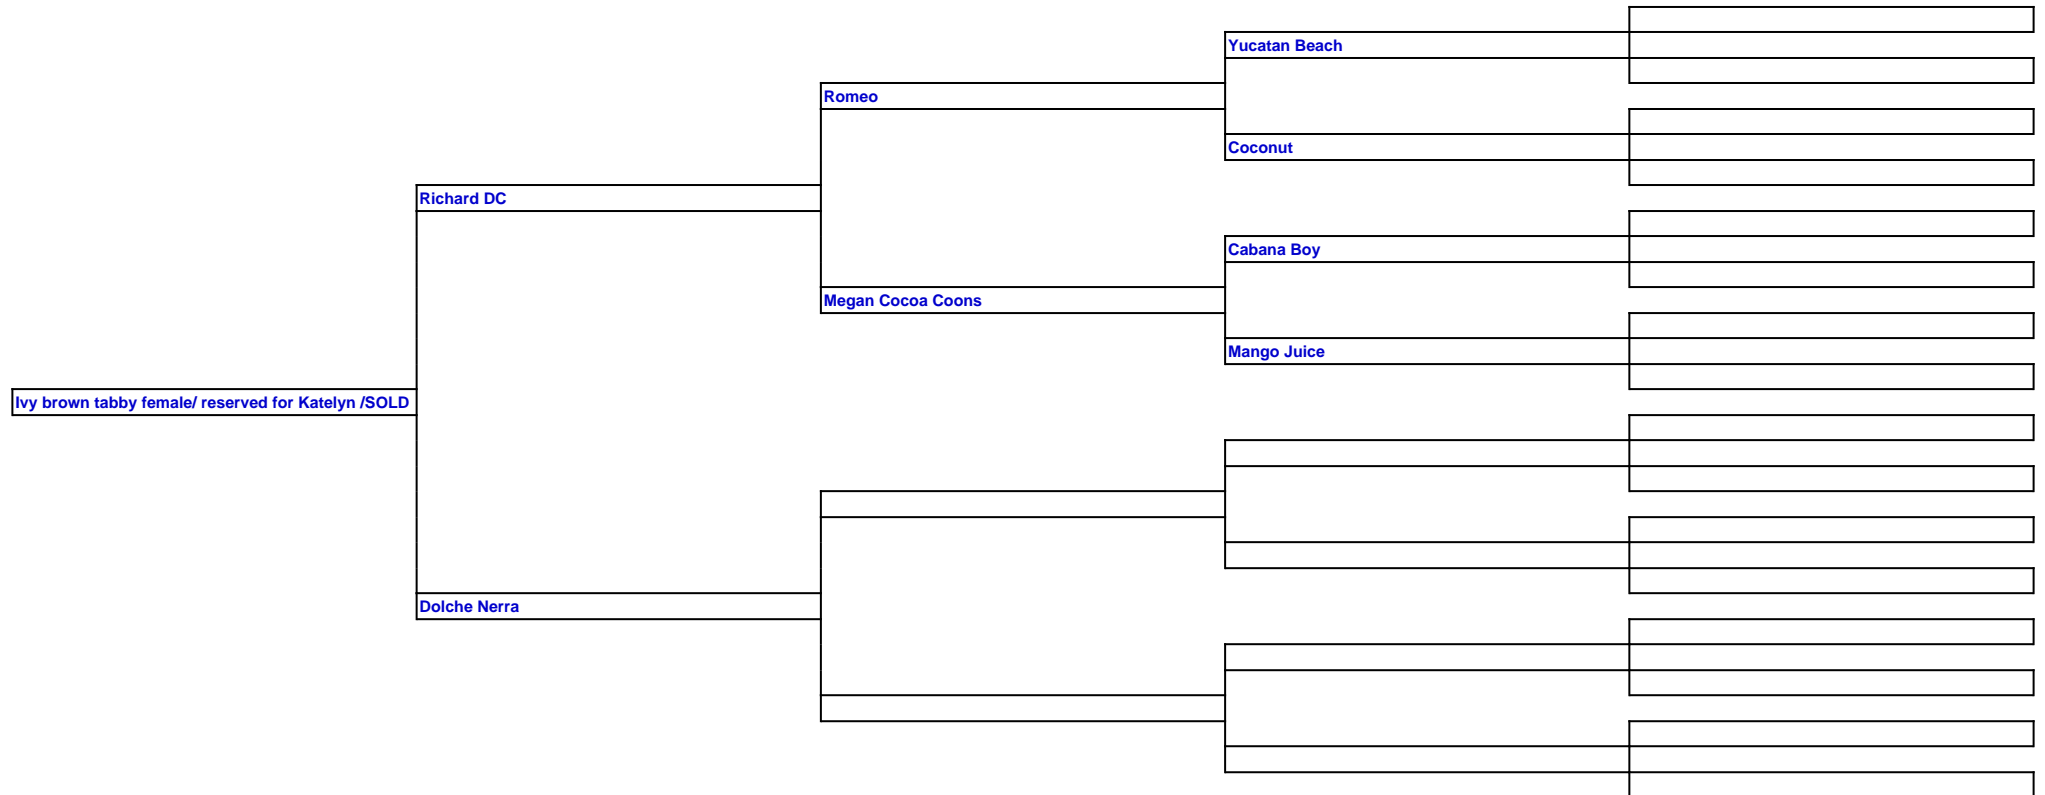 Yucatan Beach
Romeo
Coconut
Richard DC
Cabana Boy
Megan Cocoa Coons
Mango Juice
Ivy brown tabby female/ reserved for Katelyn /SOLD
Dolche Nerra